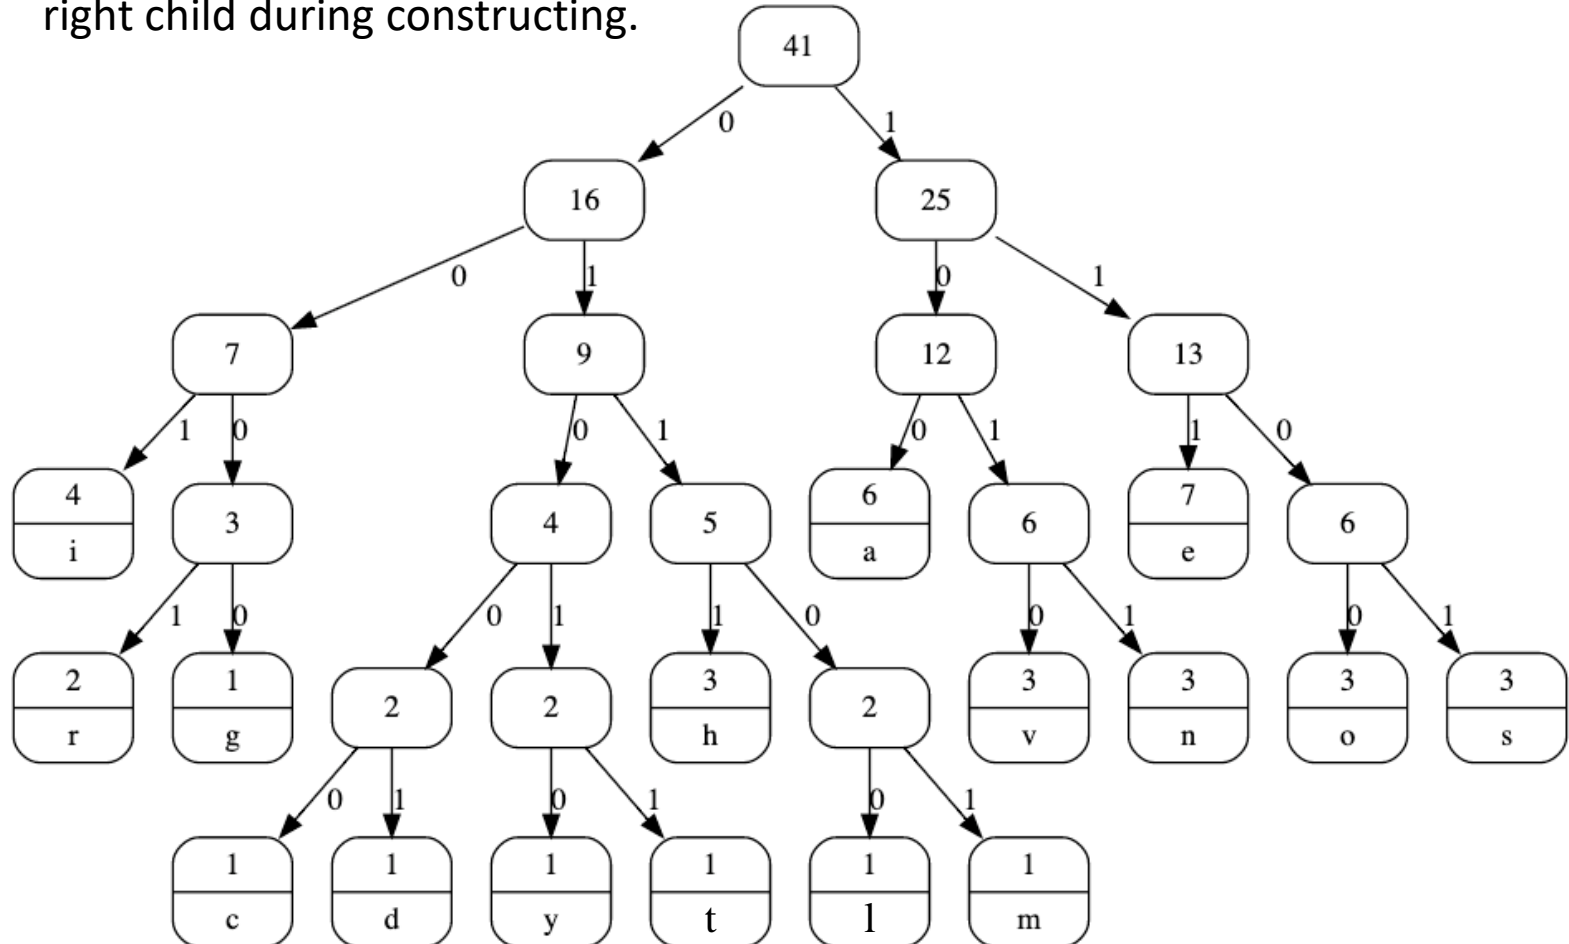 right child during constructing.
41
0 1
16 25
0 1 0 1
7 9 12 13
1 0 0 1 0 1 1 0
4 3 4 5 6 6 7 6
i a e
1 0 0 1 1 0 0 1 0 1
2 1 2 2 3 2 3 3 3 3
r g h v n o s
0 1 0 1 0 1
1 1 1 1 1 1
c d y t l m